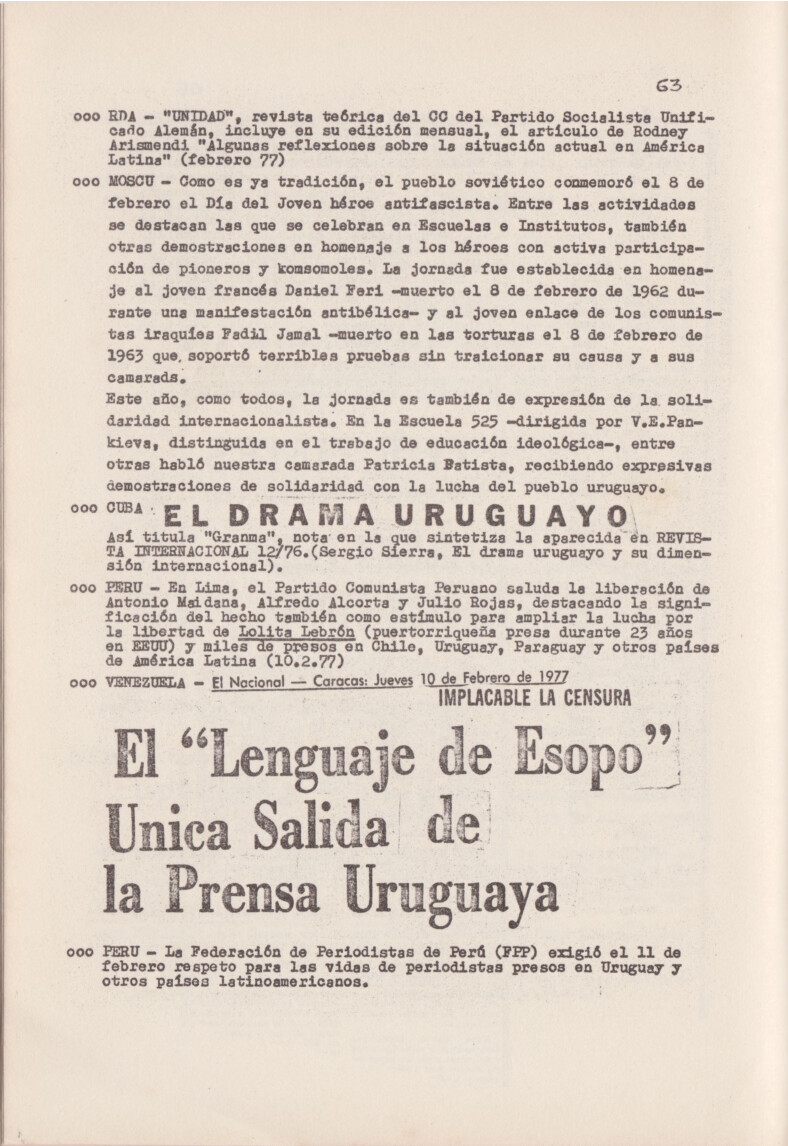 63
ooo RDA - "UNIDAD", revista teórica del CC del Partido Socialista Unifi-
cado Alemán, incluye en su edición mensual, el artículo de Rodney
Arismendi "Algunas reflexiones sobre la situación actual en América
Latina" (febrero 77)
ooo MOSCU - Como es ya tradición, el pueblo soviético conmemoró el 8 de
febrero el Día del Joven héroe antifascista. Entre las actividades
se destacan las que se celebran en Escuelas e Institutos, también
otras demostraciones en homenaje a los héroes con activa participa-
ción de pioneros y komsomoles. La jornada fue establecida en homena-
je al joven francés Daniel Feri -muerto el 8 de febrero de 1962 du-
rante una manifestación antibélica- y al joven enlace de los comunis-
tas iraquíes Fadil Jamal -muerto en las torturas el 8 de febrero de
1963 que soportó terribles pruebas sin traicionar su causa y a sus
camarads.
Este año, como todos, la jornada es también de expresión de la soli-
daridad internacionalista. En la Escuela 525 -dirigida por V.E.Pan-
kieva, distinguida en el trabajo de educación ideológica-, entre
otras habló nuestra camarada Patricia Batista, recibiendo expresivas
demostraciones de solidaridad con la lucha del pueblo uruguayo.
ooo CUBA - EL DRAMA URUGUAYO
Así titula "Granma", nota en la que sintetiza la aparecida en REVIS-
TA INTERNACIONAL 12/76.(Sergio Sierra, El drama uruguayo y su dimen-
sión internacional).
ooo PERU - En Lima, el Partido Comunista Peruano saluda la liberación de
Antonio Maidana, Alfredo Alcorta y Julio Rojas, destacando la signi-
ficación del hecho también como estímulo para ampliar la lucha por
la libertad de Lolita Lebrón (puertorriqueña presa durante 23 años
en EEUU) y miles de presos en Chile, Uruguay, Paraguay y otros países
de América Latina (10.2.77)
ooo VENEZUELA - El Nacional — Caracas: Jueves 10 de Febrero de 1977
IMPLACABLE LA CENSURA
El “Lenguaje de Esopo”
Unica Salida de
la Prensa Uruguaya
ooo PERU - La Federación de Periodistas de Perú (FPP) exigió el 11 de
febrero respeto para las vidas de periodistas presos en Uruguay y
otros países latinoamericanos.